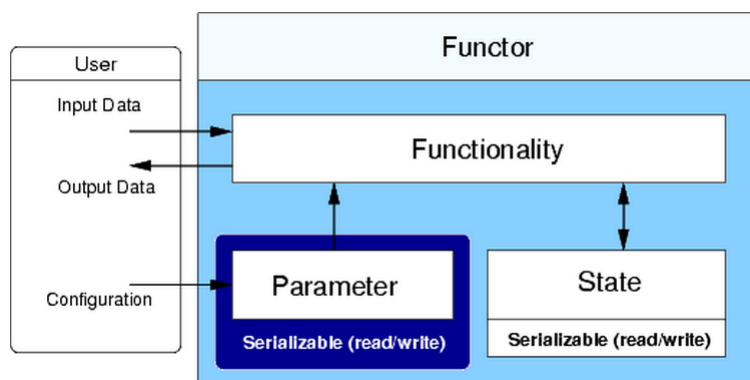 Functor
User
Input Data
Functionality
Output Data
Parameter
State
Configuration
Serializable (read/write)
Serializable (read/write)